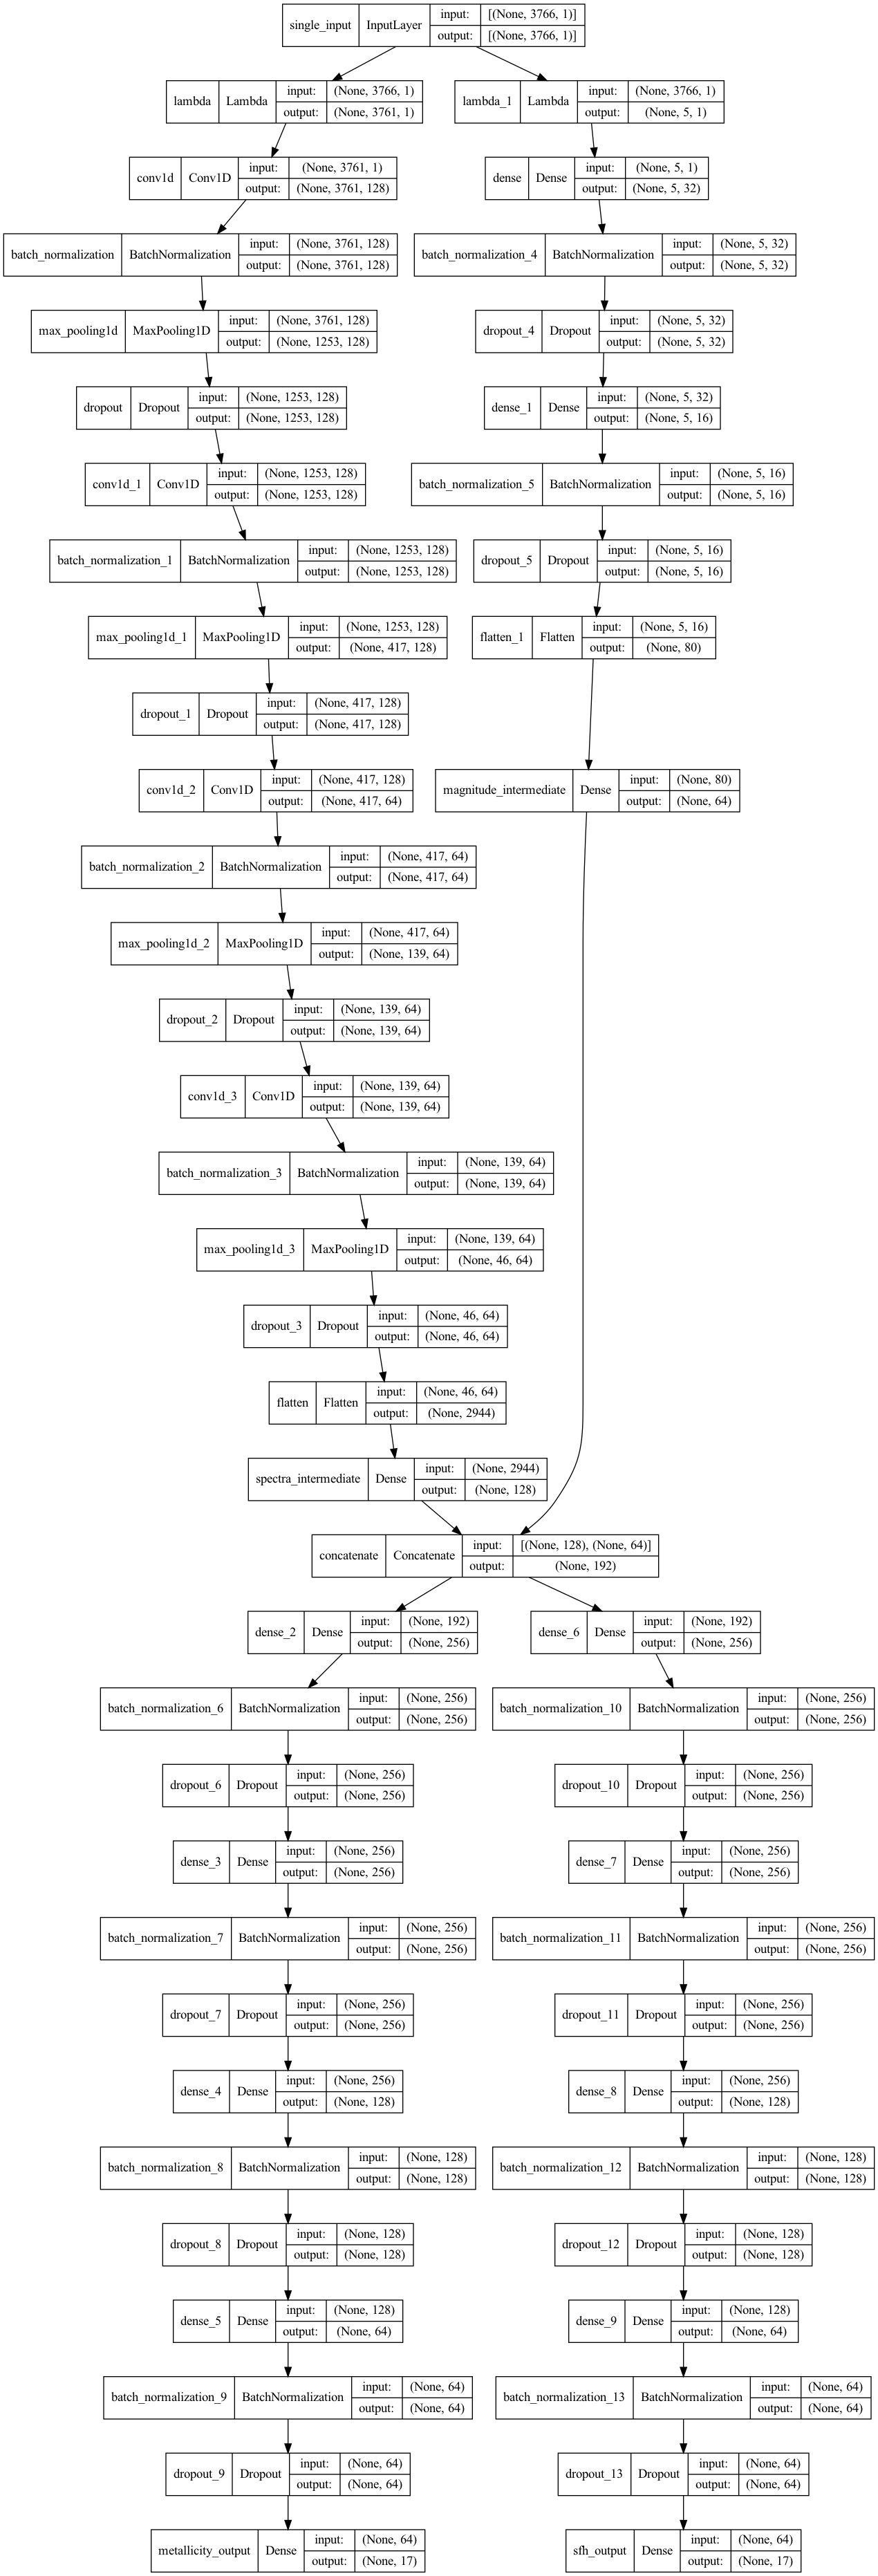 single_input InputLayer input: [(None, 3766, 1)]
output: [(None, 3766, 1)]
lambda Lambda input: (None, 3766, 1)
output: (None, 3761, 1)
lambda_1 Lambda input: (None, 3766, 1)
output: (None, 5, 1)
conv1d Conv1D input: (None, 3761, 1)
output: (None, 3761, 128)
dense Dense input: (None, 5, 1)
output: (None, 5, 32)
batch_normalization BatchNormalization input: (None, 3761, 128)
output: (None, 3761, 128)
batch_normalization_4 BatchNormalization input: (None, 5, 32)
output: (None, 5, 32)
max_pooling1d MaxPooling1D input: (None, 3761, 128)
output: (None, 1253, 128)
dropout_4 Dropout input: (None, 5, 32)
output: (None, 5, 32)
dropout Dropout input: (None, 1253, 128)
output: (None, 1253, 128)
dense_1 Dense input: (None, 5, 32)
output: (None, 5, 16)
conv1d_1 Conv1D input: (None, 1253, 128)
output: (None, 1253, 128)
batch_normalization_5 BatchNormalization input: (None, 5, 16)
output: (None, 5, 16)
batch_normalization_1 BatchNormalization input: (None, 1253, 128)
output: (None, 1253, 128)
dropout_5 Dropout input: (None, 5, 16)
output: (None, 5, 16)
max_pooling1d_1 MaxPooling1D input: (None, 1253, 128)
output: (None, 417, 128)
flatten_1 Flatten input: (None, 5, 16)
output: (None, 80)
dropout_1 Dropout input: (None, 417, 128)
output: (None, 417, 128)
conv1d_2 Conv1D input: (None, 417, 128)
output: (None, 417, 64)
magnitude_intermediate Dense input: (None, 80)
output: (None, 64)
batch_normalization_2 BatchNormalization input: (None, 417, 64)
output: (None, 417, 64)
max_pooling1d_2 MaxPooling1D input: (None, 417, 64)
output: (None, 139, 64)
dropout_2 Dropout input: (None, 139, 64)
output: (None, 139, 64)
conv1d_3 Conv1D input: (None, 139, 64)
output: (None, 139, 64)
batch_normalization_3 BatchNormalization input: (None, 139, 64)
output: (None, 139, 64)
max_pooling1d_3 MaxPooling1D input: (None, 139, 64)
output: (None, 46, 64)
dropout_3 Dropout input: (None, 46, 64)
output: (None, 46, 64)
flatten Flatten input: (None, 46, 64)
output: (None, 2944)
spectra_intermediate Dense input: (None, 2944)
output: (None, 128)
concatenate Concatenate input: [(None, 128), (None, 64)]
output: (None, 192)
dense_2 Dense input: (None, 192)
output: (None, 256)
dense_6 Dense input: (None, 192)
output: (None, 256)
batch_normalization_6 BatchNormalization input: (None, 256)
output: (None, 256)
batch_normalization_10 BatchNormalization input: (None, 256)
output: (None, 256)
dropout_6 Dropout input: (None, 256)
output: (None, 256)
dropout_10 Dropout input: (None, 256)
output: (None, 256)
dense_3 Dense input: (None, 256)
output: (None, 256)
dense_7 Dense input: (None, 256)
output: (None, 256)
batch_normalization_7 BatchNormalization input: (None, 256)
output: (None, 256)
batch_normalization_11 BatchNormalization input: (None, 256)
output: (None, 256)
dropout_7 Dropout input: (None, 256)
output: (None, 256)
dropout_11 Dropout input: (None, 256)
output: (None, 256)
dense_4 Dense input: (None, 256)
output: (None, 128)
dense_8 Dense input: (None, 256)
output: (None, 128)
batch_normalization_8 BatchNormalization input: (None, 128)
output: (None, 128)
batch_normalization_12 BatchNormalization input: (None, 128)
output: (None, 128)
dropout_8 Dropout input: (None, 128)
output: (None, 128)
dropout_12 Dropout input: (None, 128)
output: (None, 128)
dense_5 Dense input: (None, 128)
output: (None, 64)
dense_9 Dense input: (None, 128)
output: (None, 64)
batch_normalization_9 BatchNormalization input: (None, 64)
output: (None, 64)
batch_normalization_13 BatchNormalization input: (None, 64)
output: (None, 64)
dropout_9 Dropout input: (None, 64)
output: (None, 64)
dropout_13 Dropout input: (None, 64)
output: (None, 64)
metallicity_output Dense input: (None, 64)
output: (None, 17)
sfh_output Dense input: (None, 64)
output: (None, 17)